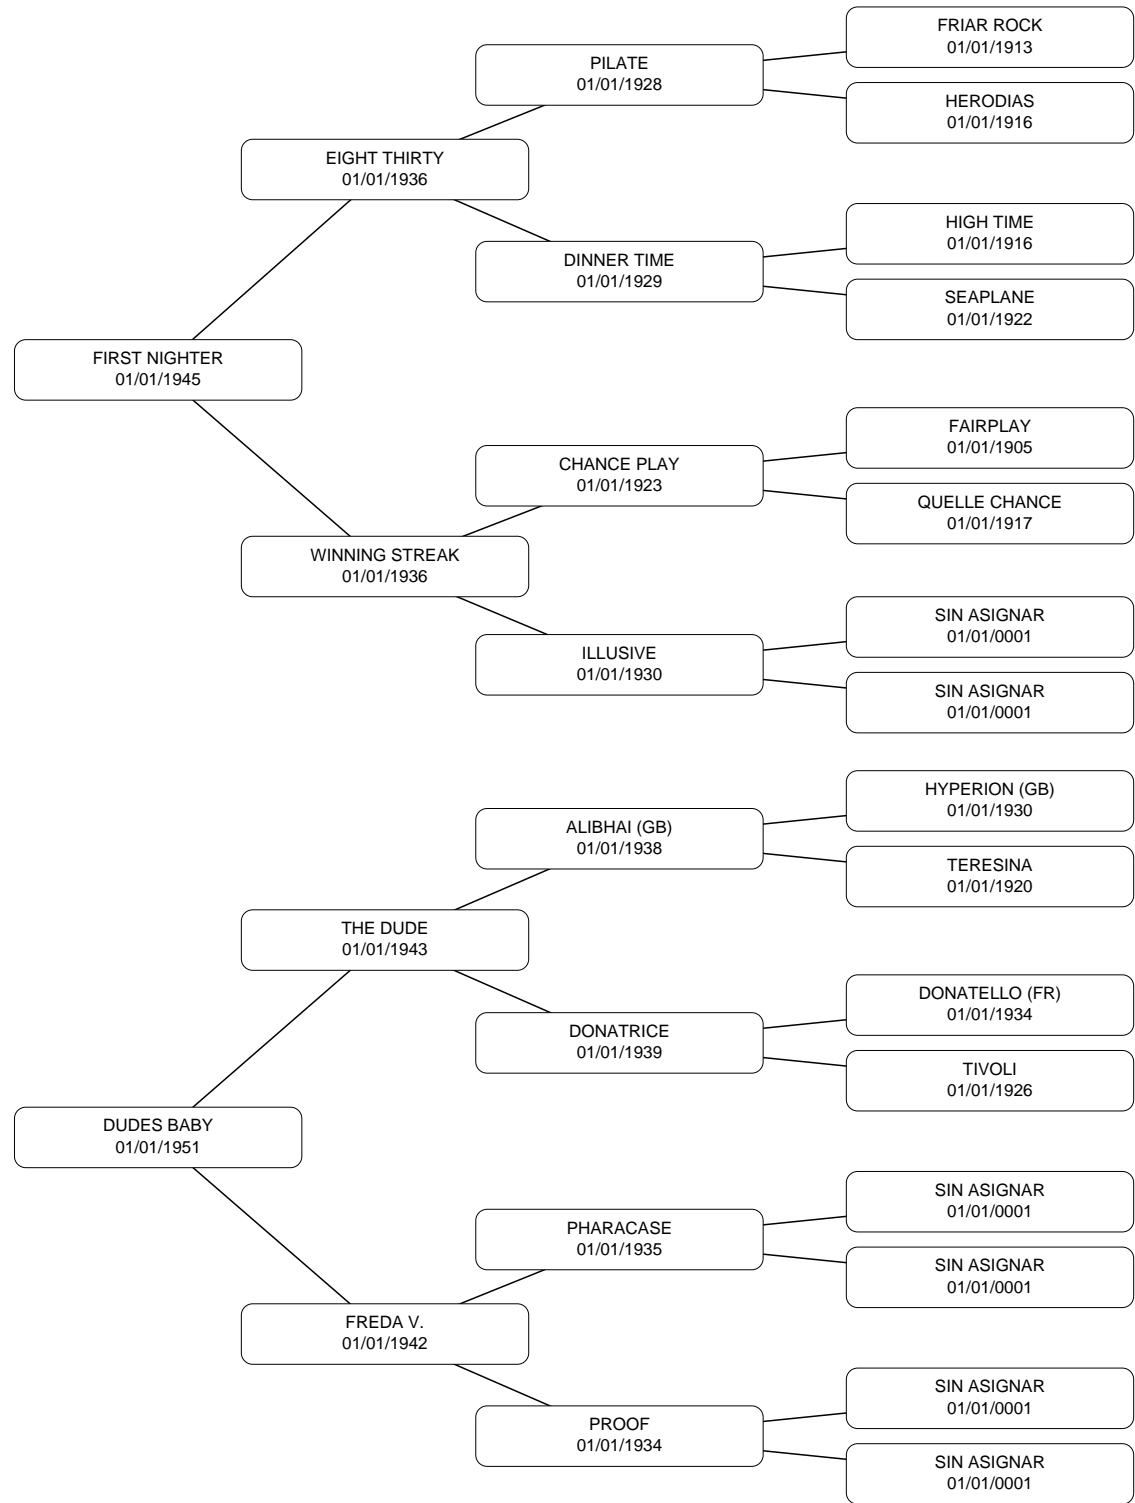 FRIAR ROCK
01/01/1913
PILATE
01/01/1928
HERODIAS
01/01/1916
EIGHT THIRTY
01/01/1936
HIGH TIME
01/01/1916
DINNER TIME
01/01/1929
SEAPLANE
01/01/1922
FIRST NIGHTER
01/01/1945
FAIRPLAY
01/01/1905
CHANCE PLAY
01/01/1923
QUELLE CHANCE
01/01/1917
WINNING STREAK
01/01/1936
SIN ASIGNAR
01/01/0001
ILLUSIVE
01/01/1930
SIN ASIGNAR
01/01/0001
HYPERION (GB)
01/01/1930
ALIBHAI (GB)
01/01/1938
TERESINA
01/01/1920
THE DUDE
01/01/1943
DONATELLO (FR)
01/01/1934
DONATRICE
01/01/1939
TIVOLI
01/01/1926
DUDES BABY
01/01/1951
SIN ASIGNAR
01/01/0001
PHARACASE
01/01/1935
SIN ASIGNAR
01/01/0001
FREDA V.
01/01/1942
SIN ASIGNAR
01/01/0001
PROOF
01/01/1934
SIN ASIGNAR
01/01/0001